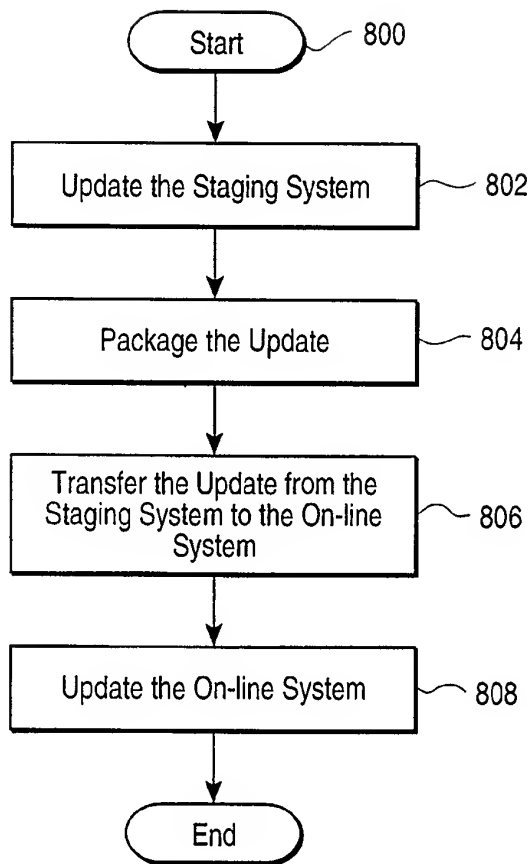 Start
800
Update the Staging System
802
Package the Update
804
Transfer the Update from the
Staging System to the On-line
System
806
Update the On-line System
808
End